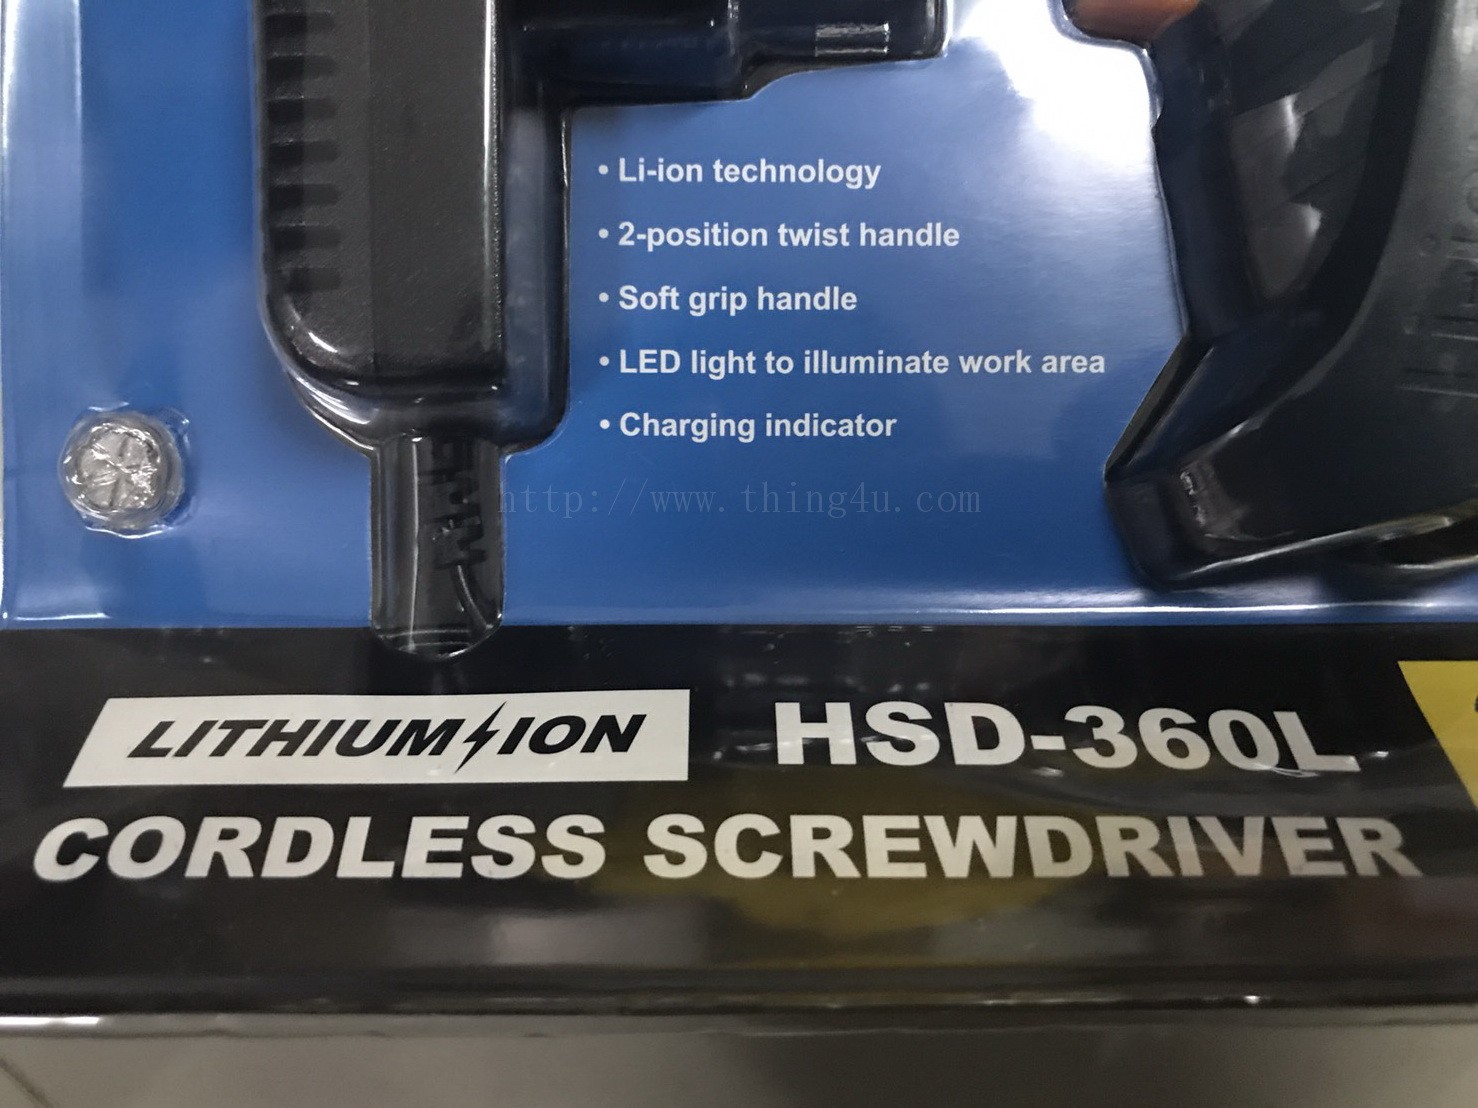 • Li-ion technology
• 2-position twist handle
• Soft grip handle
• LED light to illuminate work area
• Charging indicator
http://www.thing4u.com
LITHIUM ION
HSD-360L
CORDLESS SCREWDRIVER